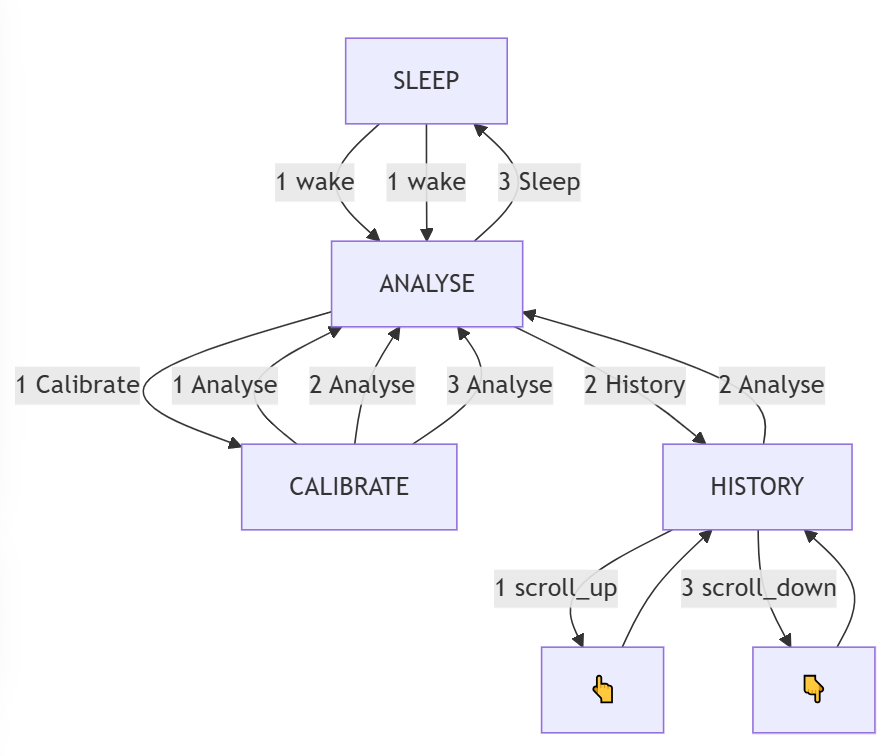 SLEEP
1 wake
1 wake
3 Sleep
ANALYSE
1 Calibrate
1 Analyse
2 Analyse
3 Analyse
2 History
2 Analyse
CALIBRATE
HISTORY
1 scroll_up
3 scroll_down
👆
👇